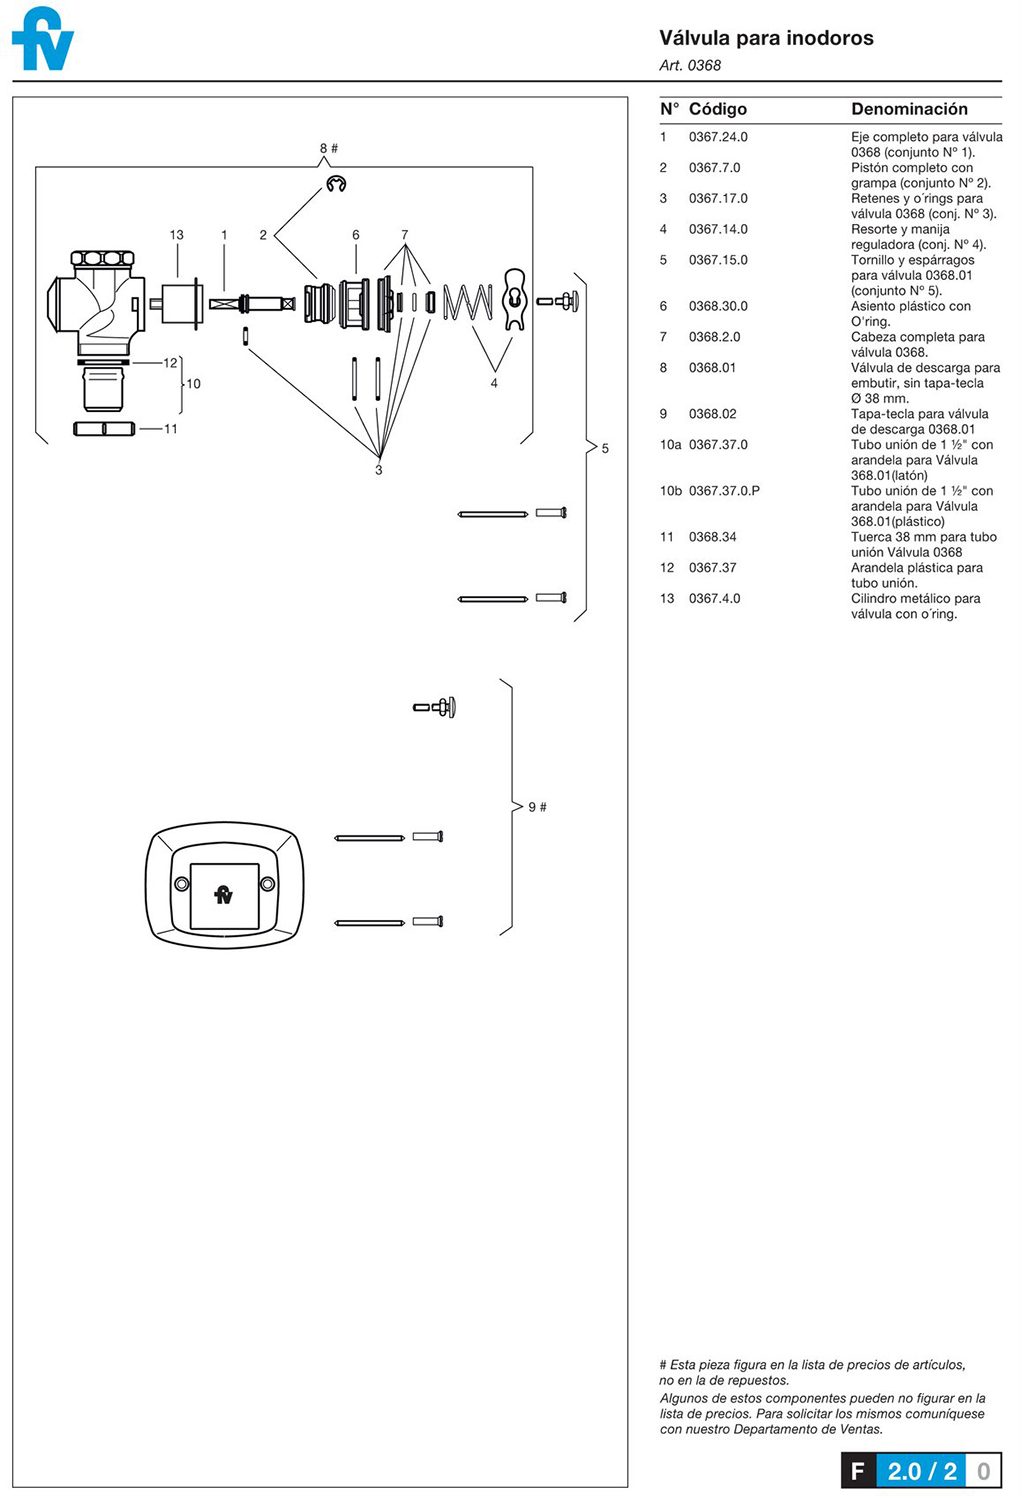 fv
Válvula para inodoros
Art. 0368
N° Código Denominación
1 0367.24.0 Eje completo para válvula
0368 (conjunto Nº 1).
2 0367.7.0 Pistón completo con
grampa (conjunto Nº 2).
3 0367.17.0 Retenes y o´rings para
válvula 0368 (conj. Nº 3).
4 0367.14.0 Resorte y manija
reguladora (conj. Nº 4).
5 0367.15.0 Tornillo y espárragos
para válvula 0368.01
(conjunto Nº 5).
6 0368.30.0 Asiento plástico con
O'ring.
7 0368.2.0 Cabeza completa para
válvula 0368.
8 0368.01 Válvula de descarga para
embutir, sin tapa-tecla
Ø 38 mm.
9 0368.02 Tapa-tecla para válvula
de descarga 0368.01
10a 0367.37.0 Tubo unión de 1 ½" con
arandela para Válvula
368.01(latón)
10b 0367.37.0.P Tubo unión de 1 ½" con
arandela para Válvula
368.01(plástico)
11 0368.34 Tuerca 38 mm para tubo
unión Válvula 0368
12 0367.37 Arandela plástica para
tubo unión.
13 0367.4.0 Cilindro metálico para
válvula con o´ring.
8 #
13 1 2 6 7
12
10
4
11
5
3
9 #
fv
# Esta pieza figura en la lista de precios de artículos,
no en la de repuestos.
Algunos de estos componentes pueden no figurar en la
lista de precios. Para solicitar los mismos comuníquese
con nuestro Departamento de Ventas.
F 2.0 / 2 0